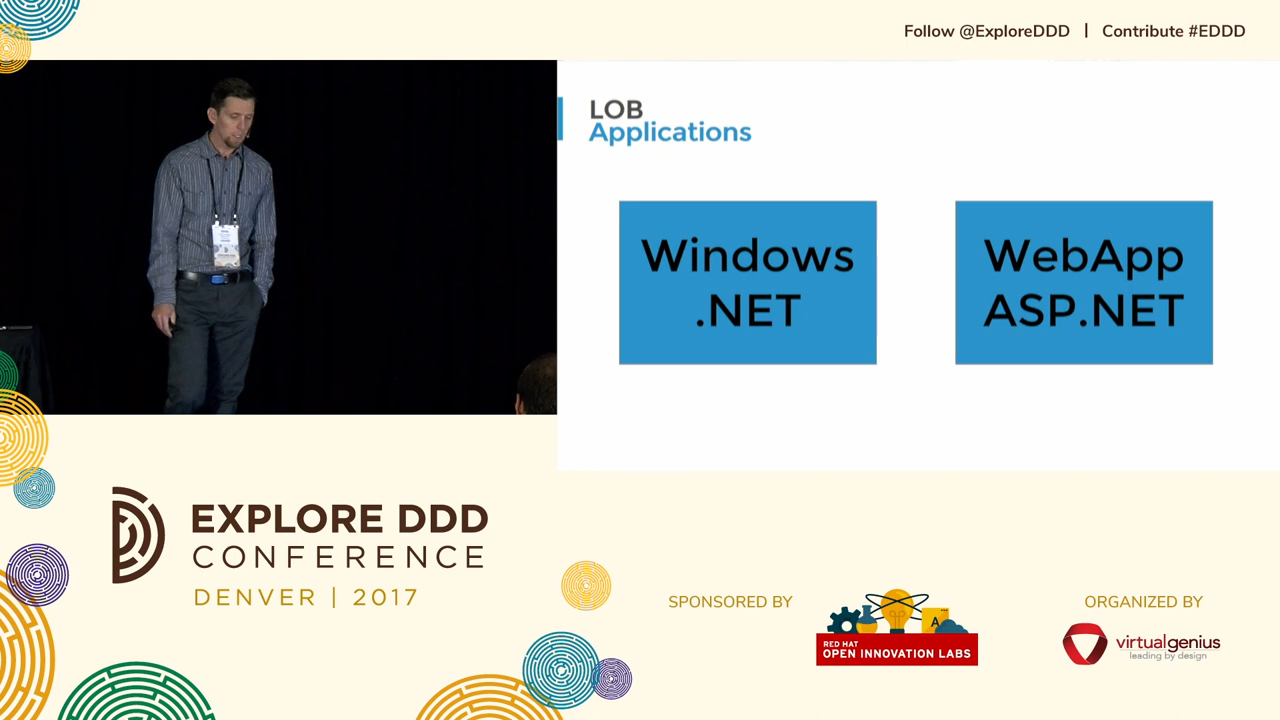 Follow @ExploreDDD | Contribute #EDDD
LOB
Applications
Windows
.NET
WebApp
ASP.NET
EXPLORE DDD
CONFERENCE
DENVER | 2017
SPONSORED BY
RED HAT
OPEN INNOVATION LABS
A
ORGANIZED BY
virtualgenius
leading by design